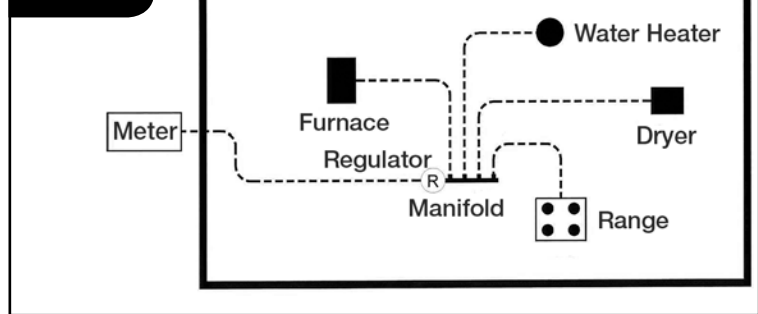 Water Heater
Furnace
Meter
Dryer
Regulator
R
Manifold
Range